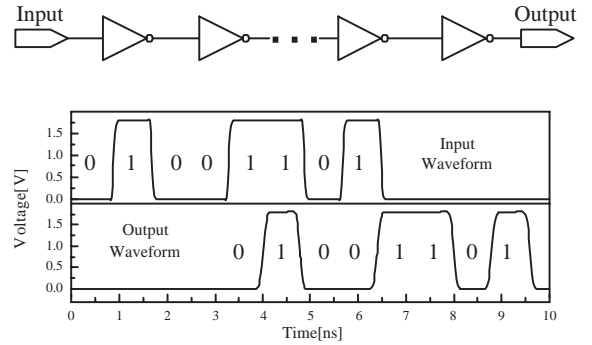 Input Output
1.5
1.0
0.5
0.0
0 1 0 0 1 1 0 1
Input
Waveform
Voltage[V]
1.5
1.0
0.5
0.0
Output
Waveform
0 1 0 0 1 1 0 1
0 1 2 3 4 5 6 7 8 9 10
Time[ns]